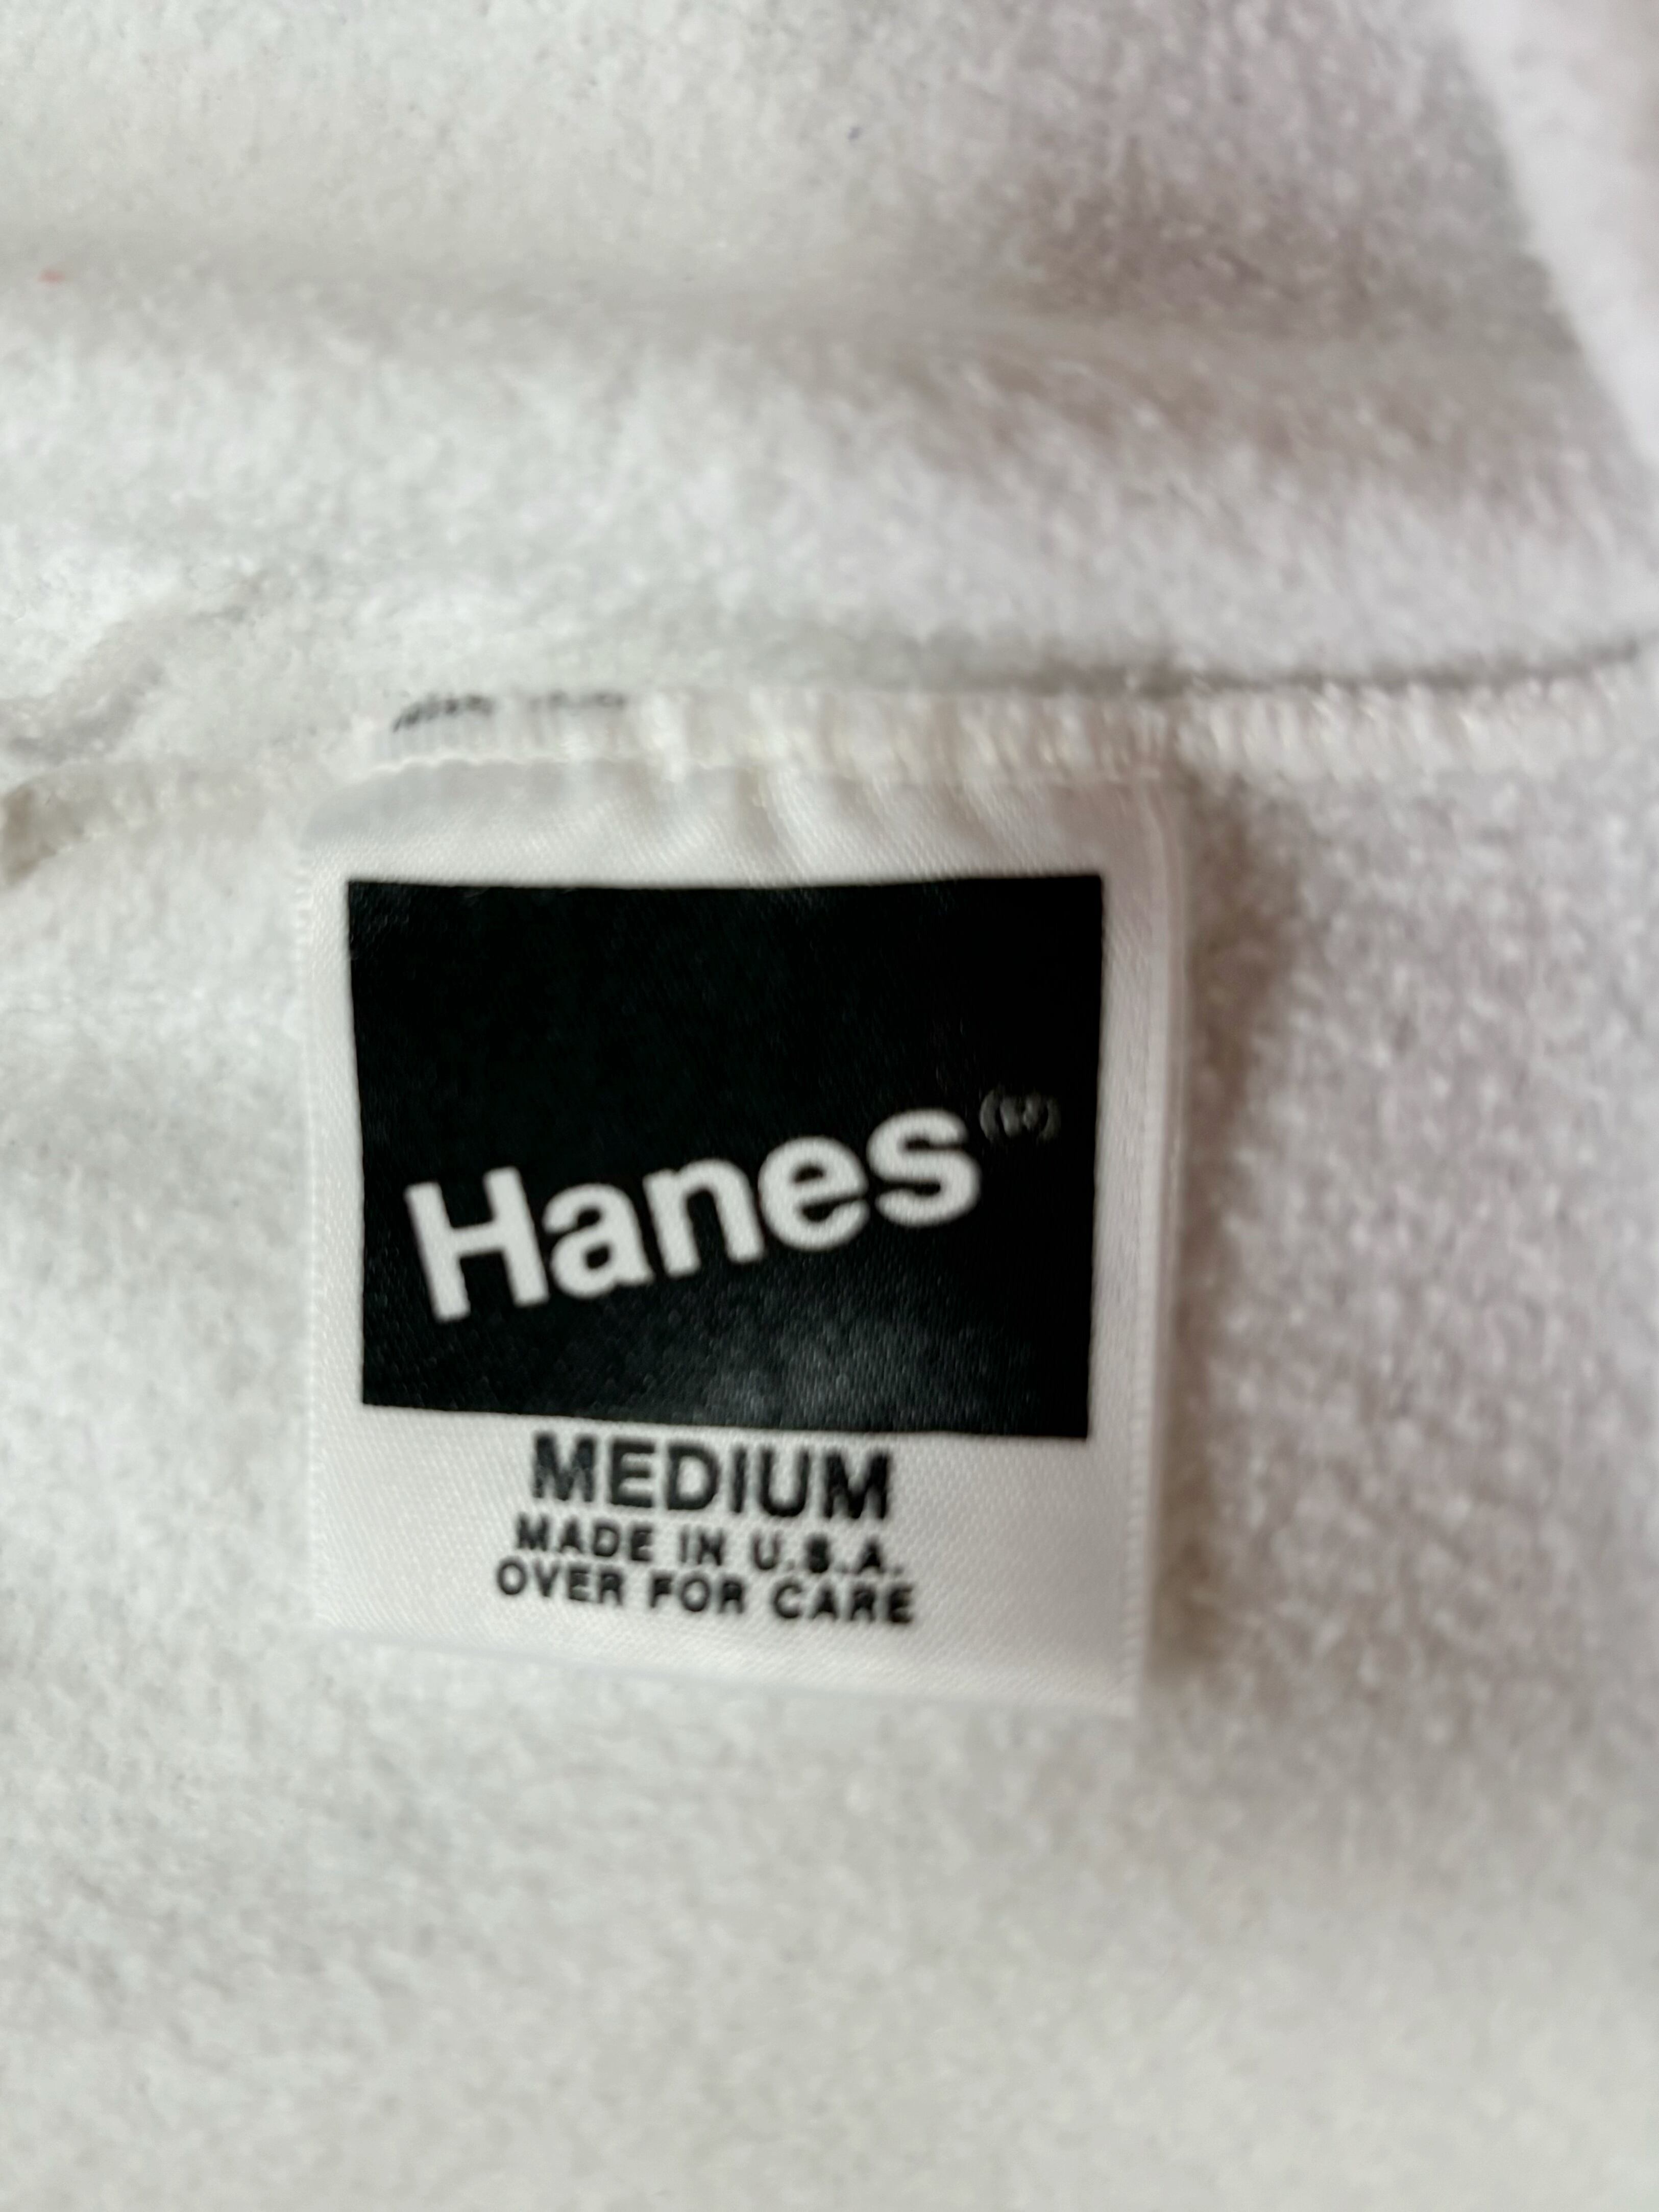 Hanes
MEDIUM
MADE IN U.S.A.
OVER FOR CARE